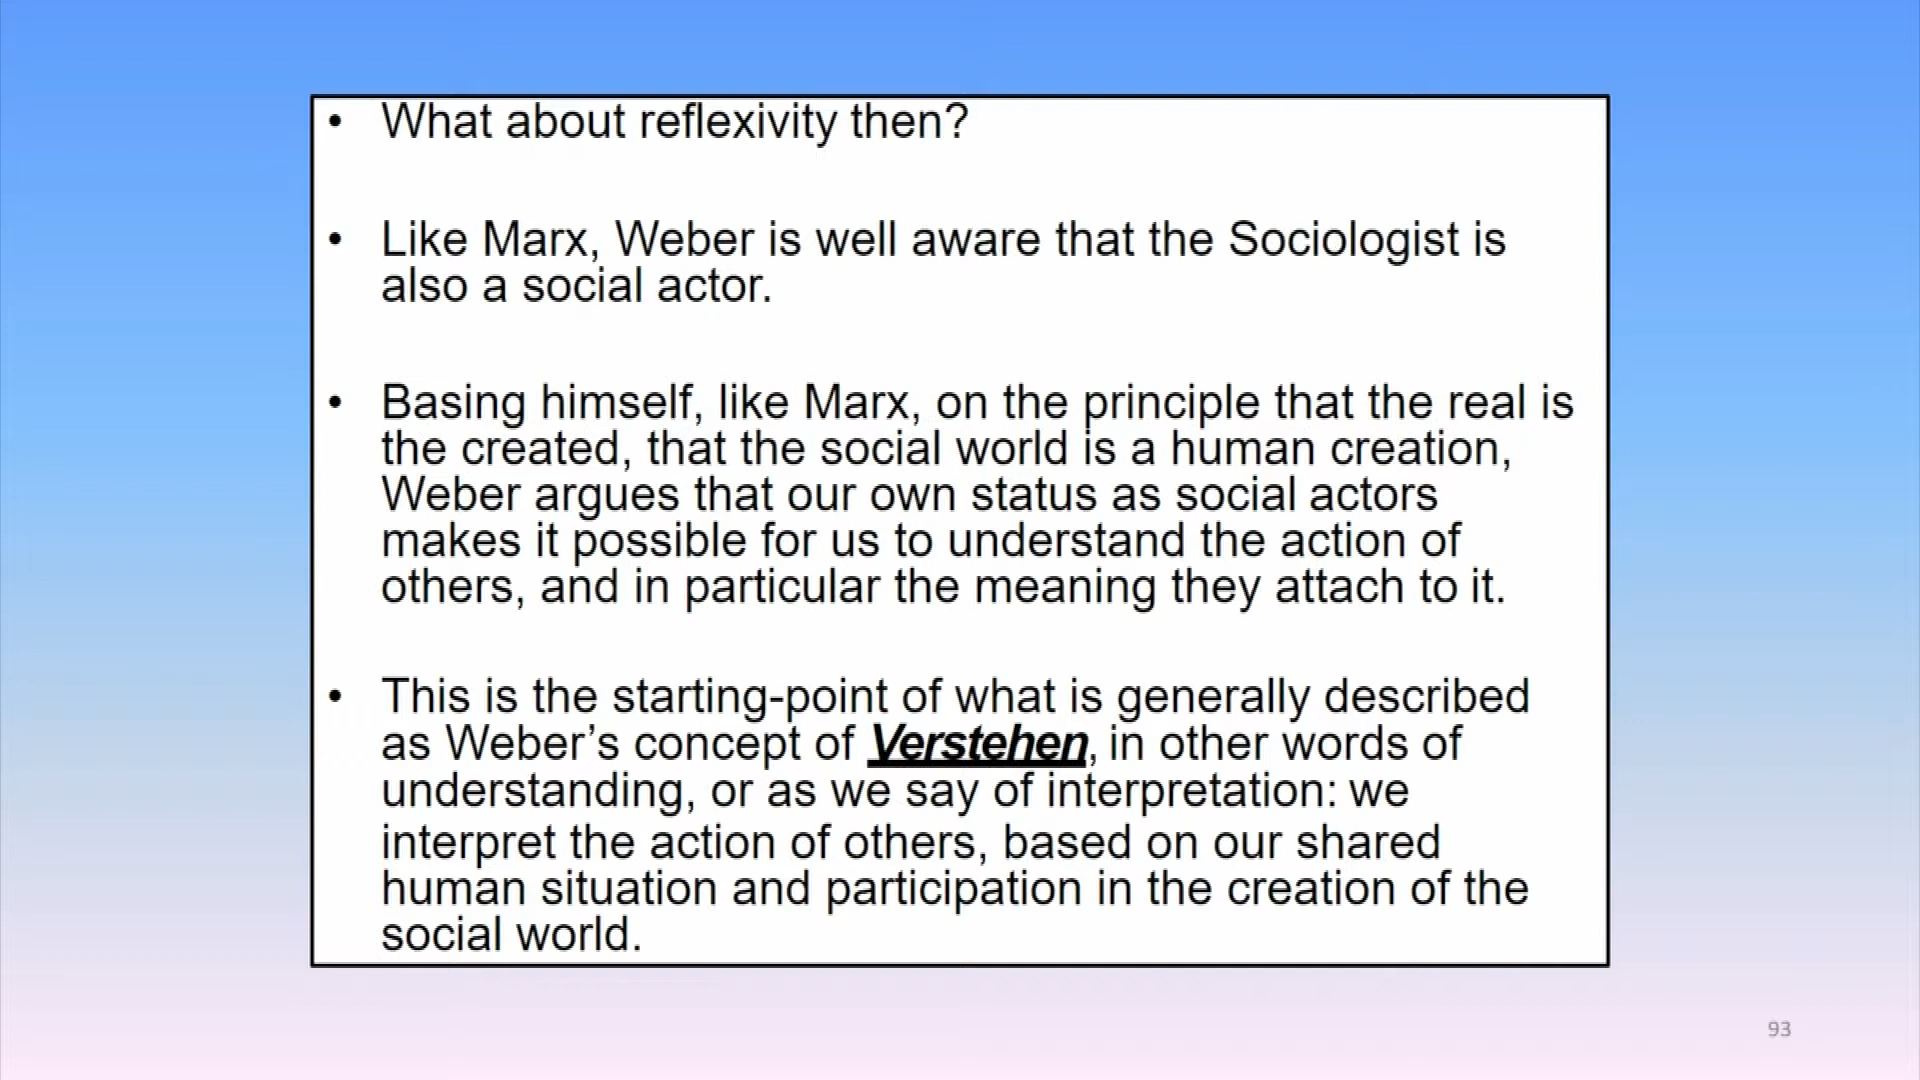 • What about reflexivity then?
• Like Marx, Weber is well aware that the Sociologist is
also a social actor.
• Basing himself, like Marx, on the principle that the real is
the created, that the social world is a human creation,
Weber argues that our own status as social actors
makes it possible for us to understand the action of
others, and in particular the meaning they attach to it.
• This is the starting-point of what is generally described
as Weber’s concept of Verstehen, in other words of
understanding, or as we say of interpretation: we
interpret the action of others, based on our shared
human situation and participation in the creation of the
social world.
93